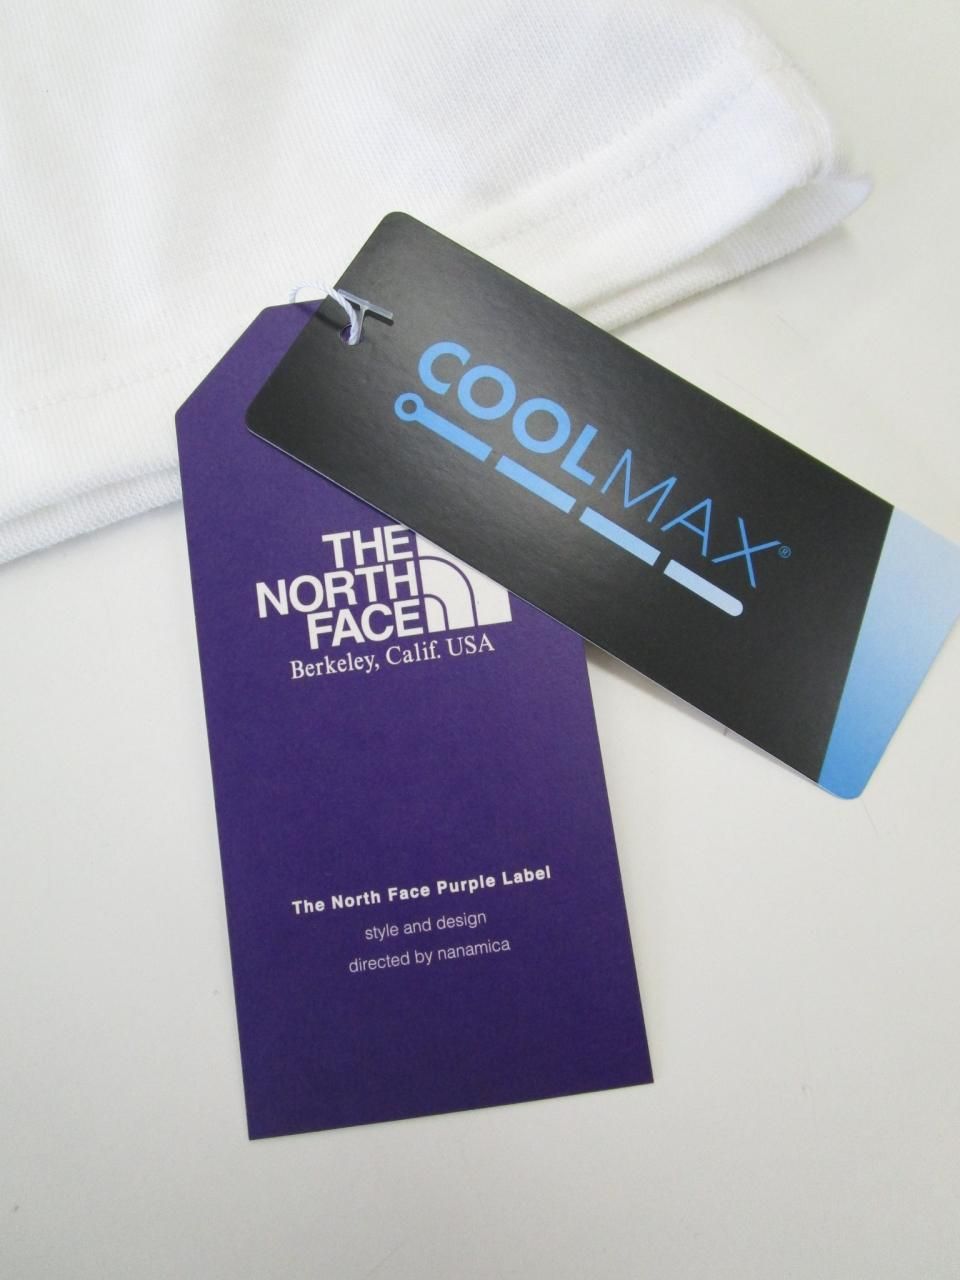 COOLMAX®
THE
NORTH
FACE
Berkeley, Calif. USA
The North Face Purple Label
style and design
directed by nanamica